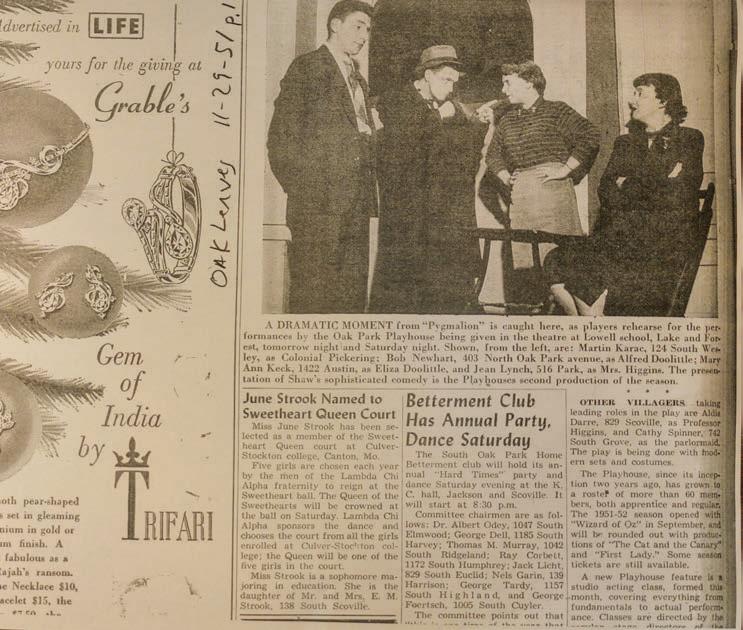 dvertised in LIFE
yours for the giving at
Grable's
OAK Leaves 11-29-51 p.1
Gem
of
India
by
TRIFARI
oth pear-shaped
s set in gleaming
nium in gold or
um finish. A
fabulous as a
Rajah's ransom.
Necklace $10,
acelet $15, the
A DRAMATIC MOMENT from "Pygmalion" is caught here, as players rehearse for the per-
formances by the Oak Park Playhouse being given in the theatre at Lowell school, Lake and For-
est, tomorrow night and Saturday night. Shown, from the left, are: Martin Karac, 124 South Wes-
ley, as Colonial Pickering; Bob Newhart, 403 North Oak Park avenue, as Alfred Doolittle; Mary
Ann Keck, 1422 Austin, as Eliza Doolittle, and Jean Lynch, 516 Park, as Mrs. Higgins. The presen-
tation of Shaw's sophisticated comedy is the Playhouses second production of the season.
June Strook Named to
Sweetheart Queen Court
Miss June Strook has been se-
lected as a member of the Sweet-
heart Queen court at Culver-
Stockton college, Canton, Mo.
Five girls are chosen each year
by the men of the Lambda Chi
Alpha fraternity to reign at the
Sweetheart ball. The Queen of the
Sweethearts will be crowned at
the ball on Saturday. Lambda Chi
Alpha sponsors the dance and
chooses the court from all the girls
enrolled at Culver-Stockton col-
lege; the Queen will be one of the
five girls in the court.
Miss Strook is a sophomore ma-
joring in education. She is the
daughter of Mr. and Mrs. E. M.
Strook, 138 South Scoville.
Betterment Club
Has Annual Party,
Dance Saturday
The South Oak Park Home
Betterment club will hold its an-
nual "Hard Times" party and
dance Saturday evening at the K.
C. hall, Jackson and Scoville. It
will start at 8:30 p.m.
Committee chairmen are as fol-
lows: Dr. Albert Odey, 1047 South
Elmwood; George Dell, 1185 South
Harvey; Thomas M. Murray, 1042
South Ridgeland; Ray Corbett,
1172 South Humphrey; Jack Licht,
829 South Euclid; Nels Garin, 139
Harrison; George Tardy, 1157
South Highland, and George
Foertsch, 1005 South Cuyler.
The committee points out that
* * *
OTHER VILLAGERS taking
leading roles in the play are Aldis
Darre, 829 Scoville, as Professor
Higgins, and Cathy Spinner, 742
South Grove, as the parlormaid.
The play is being done with mod-
ern sets and costumes.
The Playhouse, since its incep-
tion two years ago, has grown to
a roster of more than 60 mem-
bers, both apprentice and regular.
The 1951-52 season opened with
"Wizard of Oz" in September, and
will be rounded out with produc-
tions of "The Cat and the Canary"
and "First Lady." Some season
tickets are still available.
A new Playhouse feature is a
studio acting class, formed this
month, covering everything from
fundamentals to actual perform-
ance. Classes are directed by the